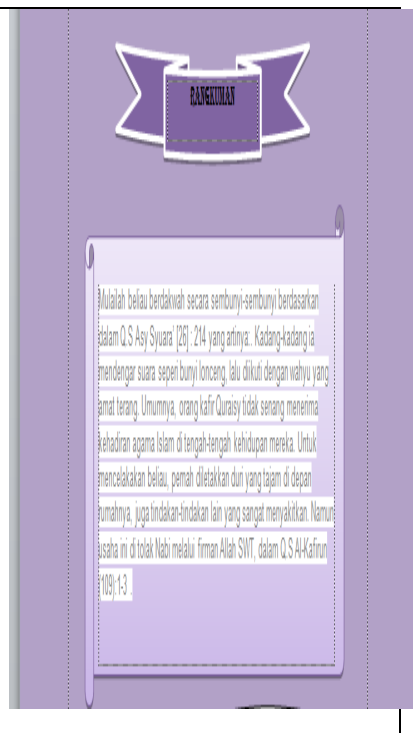 RANGKUMAN
Mulailah beliau berdakwah secara sembunyi-sembunyi berdasarkan
dalam Q.S Asy Syuara' [26] : 214 yang artinya:. Kadang-kadang ia
mendengar suara seperi bunyi lonceng, lalu diikuti dengan wahyu yang
amat terang. Umumnya, orang kafir Quraisy tidak senang menerima
kehadiran agama Islam di tengah-tengah kehidupan mereka. Untuk
mencelakakan beliau, pernah diletakkan duri yang tajam di depan
rumahnya, juga tindakan-tindakan lain yang sangat menyakitkan. Namun
usaha ini di tolak Nabi melalui firman Allah SWT, dalam Q.S Al-Kafirun
(109):1-3 .